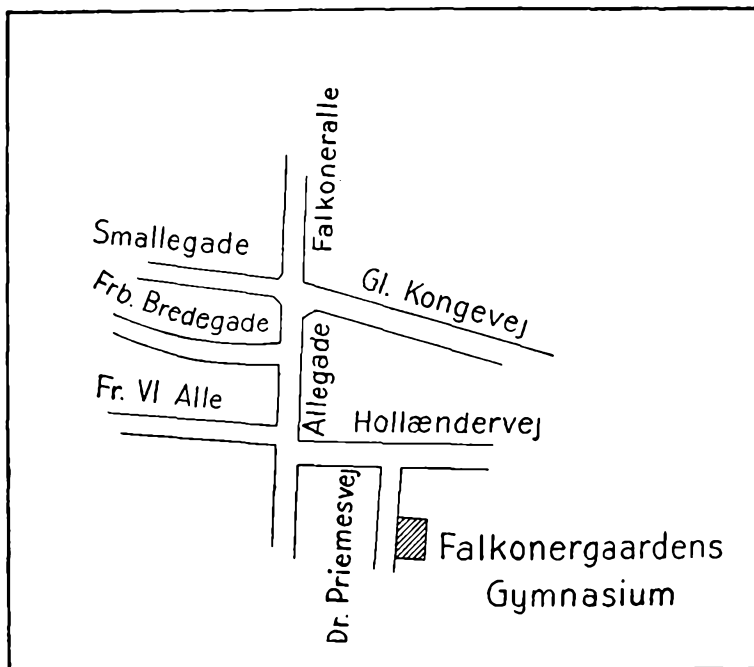 Falkoneralle
Smallegade
Gl. Kongevej
Frb. Bredegade
Allegade
Fr. VI Alle
Hollændervej
Dr. Priemesvej
Falkonergaardens
Gymnasium